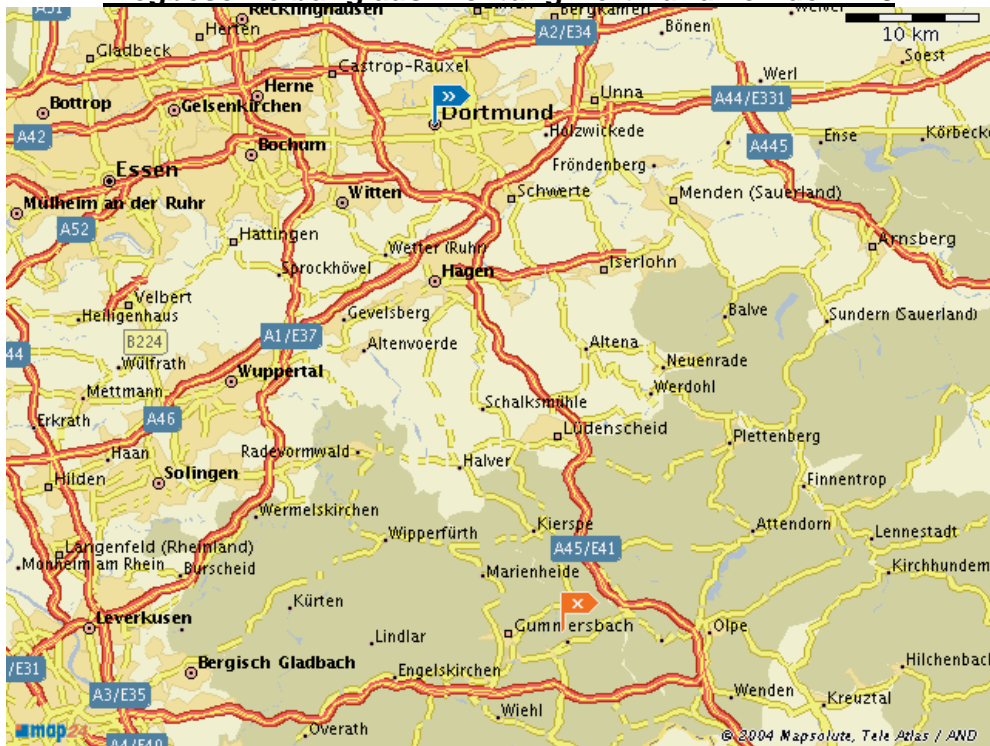 Recklinghausen
Bergkamen
A2/E34
Bönen
10 km
Herten
Gladbeck
Castrop-Rauxel
Werl
Soest
Bottrop
Gelsenkirchen
Herne
Dortmund
Unna
A44/E331
A42
Holzwickede
A445
Ense
Körbecke
Bochum
Essen
Fröndenberg
Mülheim an der Ruhr
Witten
Schwerte
Menden (Sauerland)
A52
Hattingen
Wetter (Ruhr)
Arnsberg
Sprockhövel
Hagen
Iserlohn
Velbert
Heiligenhaus
Gevelsberg
Balve
Sundern (Sauerland)
A1/E37
B224
44
Altenvoerde
Altena
Neuenrade
Wülfrath
Wuppertal
Werdohl
Mettmann
Schalksmühle
Erkrath
A46
Lüdenscheid
Plettenberg
Haan
Radevormwald
Halver
Solingen
Hilden
Finnentrop
Wermelskirchen
Wipperfürth
Kierspe
Attendorn
Lennestadt
Langenfeld (Rheinland)
A45/E41
Monheim am Rhein
Burscheid
Marienheide
Kirchhundem
Kürten
Leverkusen
Gummersbach
Olpe
Lindlar
/E31
Bergisch Gladbach
Engelskirchen
Hilchenbach
A3/E35
Wenden
Kreuztal
Wiehl
map24
Overath
© 2004 Mapsolute, Tele Atlas / AND